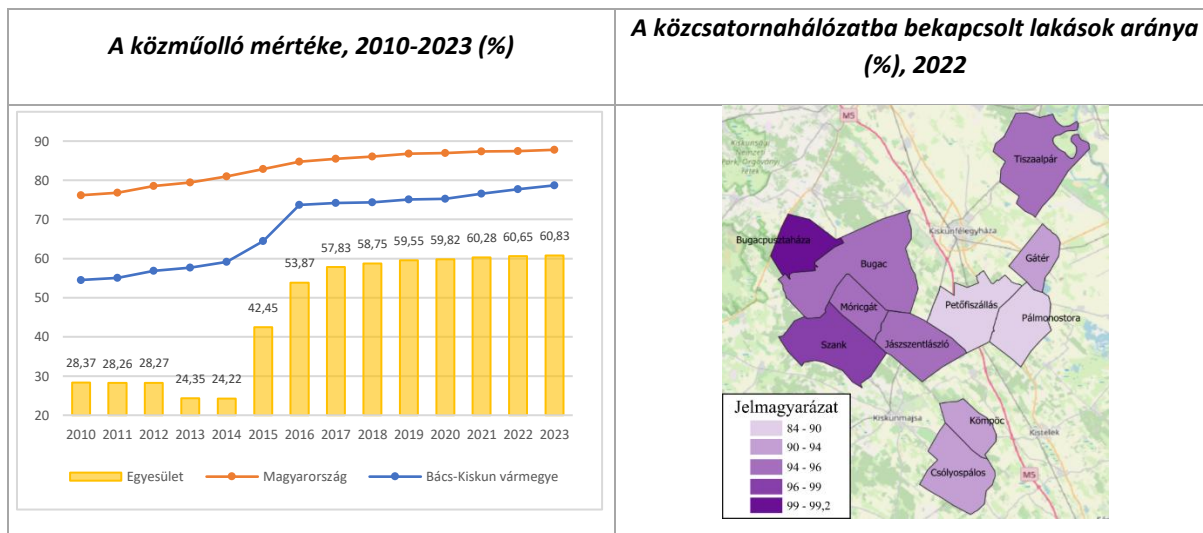 A közműolló mértéke, 2010-2023 (%)
A közcsatornahálózatba bekapcsolt lakások aránya
(%), 2022
90
80
70
60
50
40
30
20
28,37
28,26
28,27
24,35
24,22
42,45
53,87
57,83
58,75
59,55
59,82
60,28
60,65
60,83
2010 2011 2012 2013 2014 2015 2016 2017 2018 2019 2020 2021 2022 2023
Egyesület
Magyarország
Bács-Kiskun vármegye
M5
Kiskunsági
Nemzeti
Tiszaalpár
Bugacpusztaháza
Kiskunfélegyháza
Bugac
Gátér
Móricgát
Petőfiszállás
Pálmonostora
Szank
Jászszentlászló
Kiskunmajsa
Kömpöc
Kistelek
Csólyospálos
M5
Jelmagyarázat
84 - 90
90 - 94
94 - 96
96 - 99
99 - 99,2